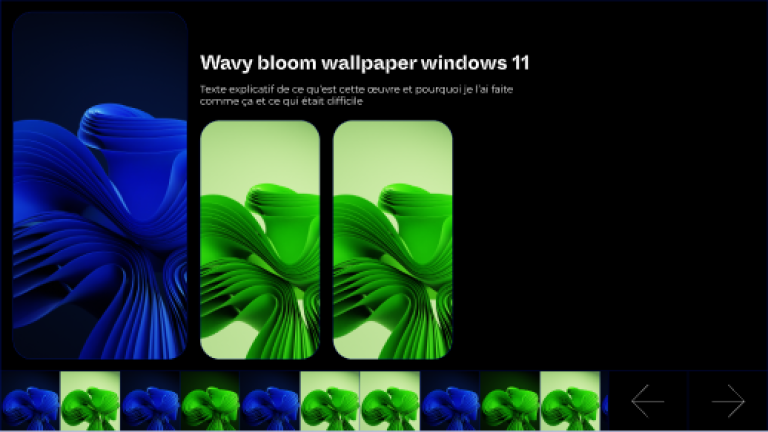 Wavy bloom wallpaper windows 11
Texte explicatif de ce qu'est cette œuvre et pourquoi je l'ai faite
comme ça et ce qui était difficile